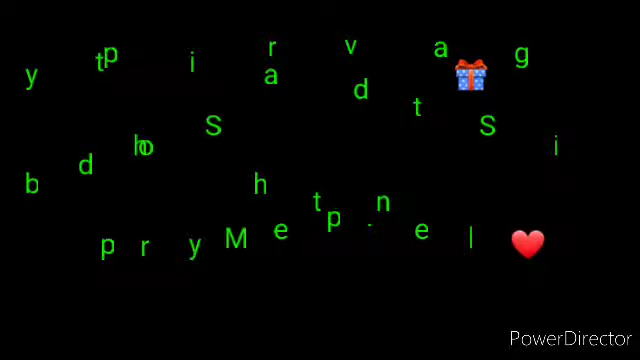 y t p i r a v d a t 🎁 g
b d h o S h S i
p r y M e t p . n e l ❤️
PowerDirector